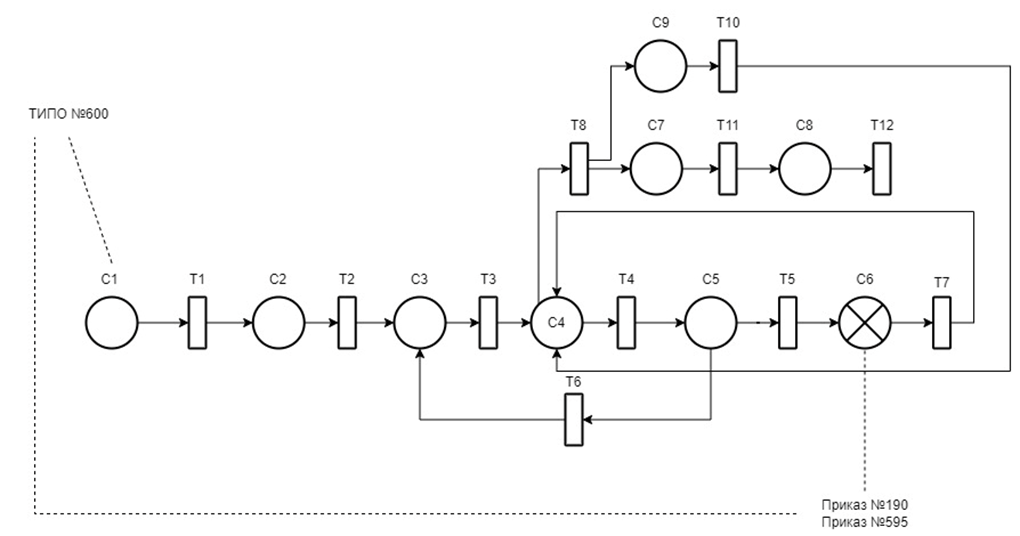 C9 T10
ТИПО №600
T8 C7 T11 C8 T12
C1 T1 C2 T2 C3 T3 C4 T4 C5 T5 C6 T7
T6
Приказ №190
Приказ №595